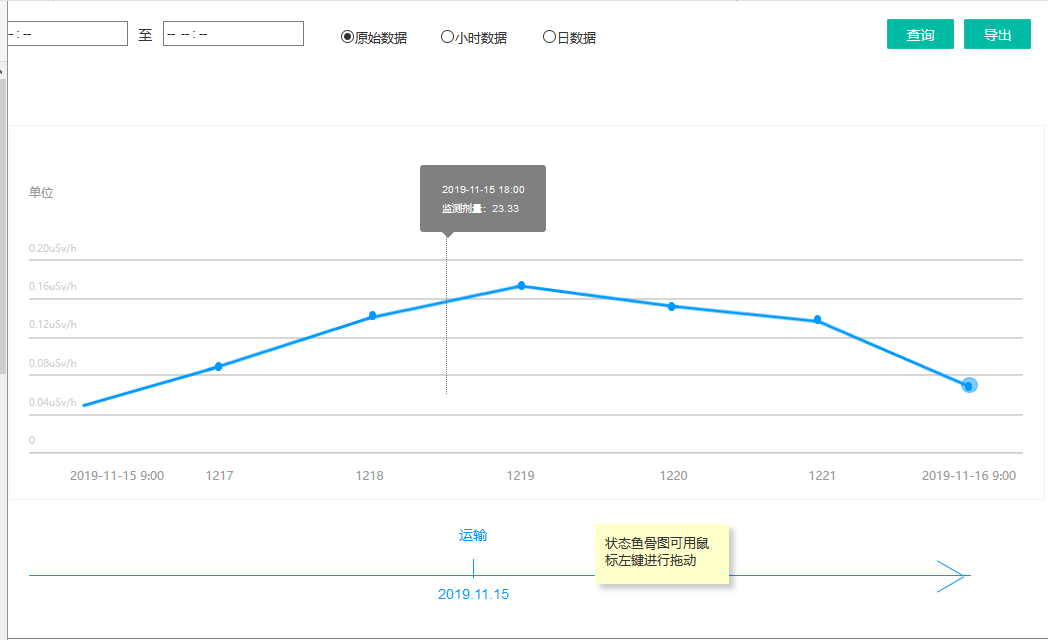 -- : -- 至 -- -- : -- 原始数据 小时数据 日数据 查询 导出
2019-11-15 18:00
监测剂量：23.33
单位
0.20uSv/h
0.16uSv/h
0.12uSv/h
0.08uSv/h
0.04uSv/h
0
2019-11-15 9:00 1217 1218 1219 1220 1221 2019-11-16 9:00
运输
状态鱼骨图可用鼠
标左键进行拖动
2019.11.15